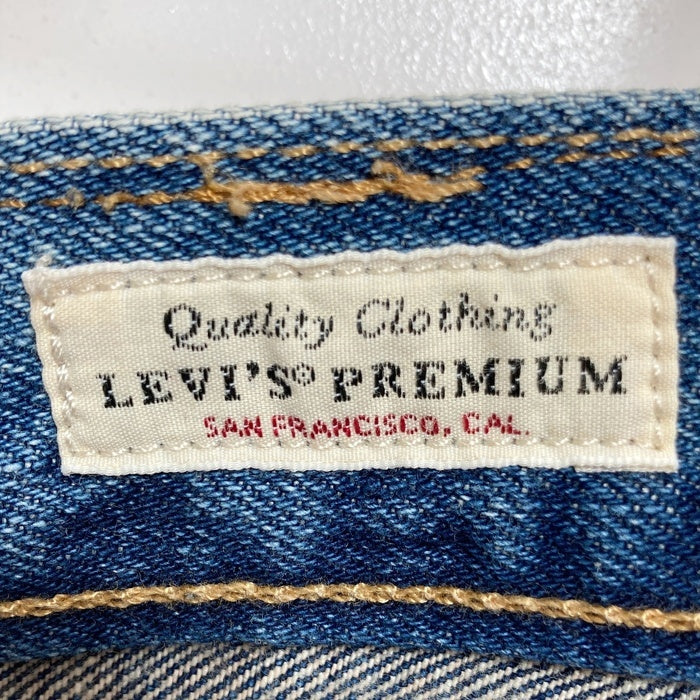 Quality Clothing
LEVI'S® PREMIUM
SAN FRANCISCO, CAL.